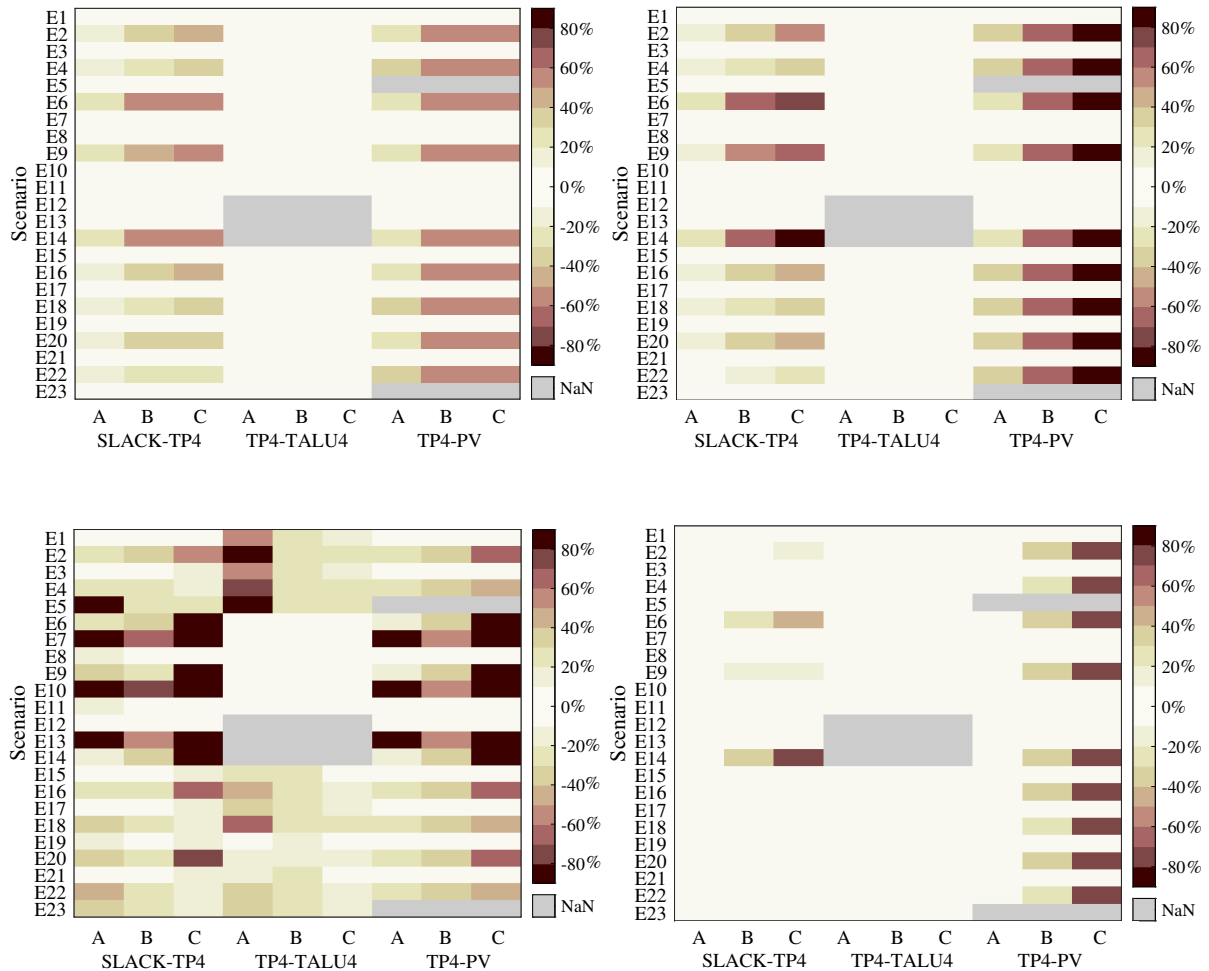 Scenario
E1
E2
E3
E4
E5
E6
E7
E8
E9
E10
E11
E12
E13
E14
E15
E16
E17
E18
E19
E20
E21
E22
E23
A B C A B C A B C
SLACK-TP4 TP4-TALU4 TP4-PV
80%
60%
40%
20%
0%
-20%
-40%
-60%
-80%
NaN
Scenario
E1
E2
E3
E4
E5
E6
E7
E8
E9
E10
E11
E12
E13
E14
E15
E16
E17
E18
E19
E20
E21
E22
E23
A B C A B C A B C
SLACK-TP4 TP4-TALU4 TP4-PV
80%
60%
40%
20%
0%
-20%
-40%
-60%
-80%
NaN
Scenario
E1
E2
E3
E4
E5
E6
E7
E8
E9
E10
E11
E12
E13
E14
E15
E16
E17
E18
E19
E20
E21
E22
E23
A B C A B C A B C
SLACK-TP4 TP4-TALU4 TP4-PV
80%
60%
40%
20%
0%
-20%
-40%
-60%
-80%
NaN
Scenario
E1
E2
E3
E4
E5
E6
E7
E8
E9
E10
E11
E12
E13
E14
E15
E16
E17
E18
E19
E20
E21
E22
E23
A B C A B C A B C
SLACK-TP4 TP4-TALU4 TP4-PV
80%
60%
40%
20%
0%
-20%
-40%
-60%
-80%
NaN